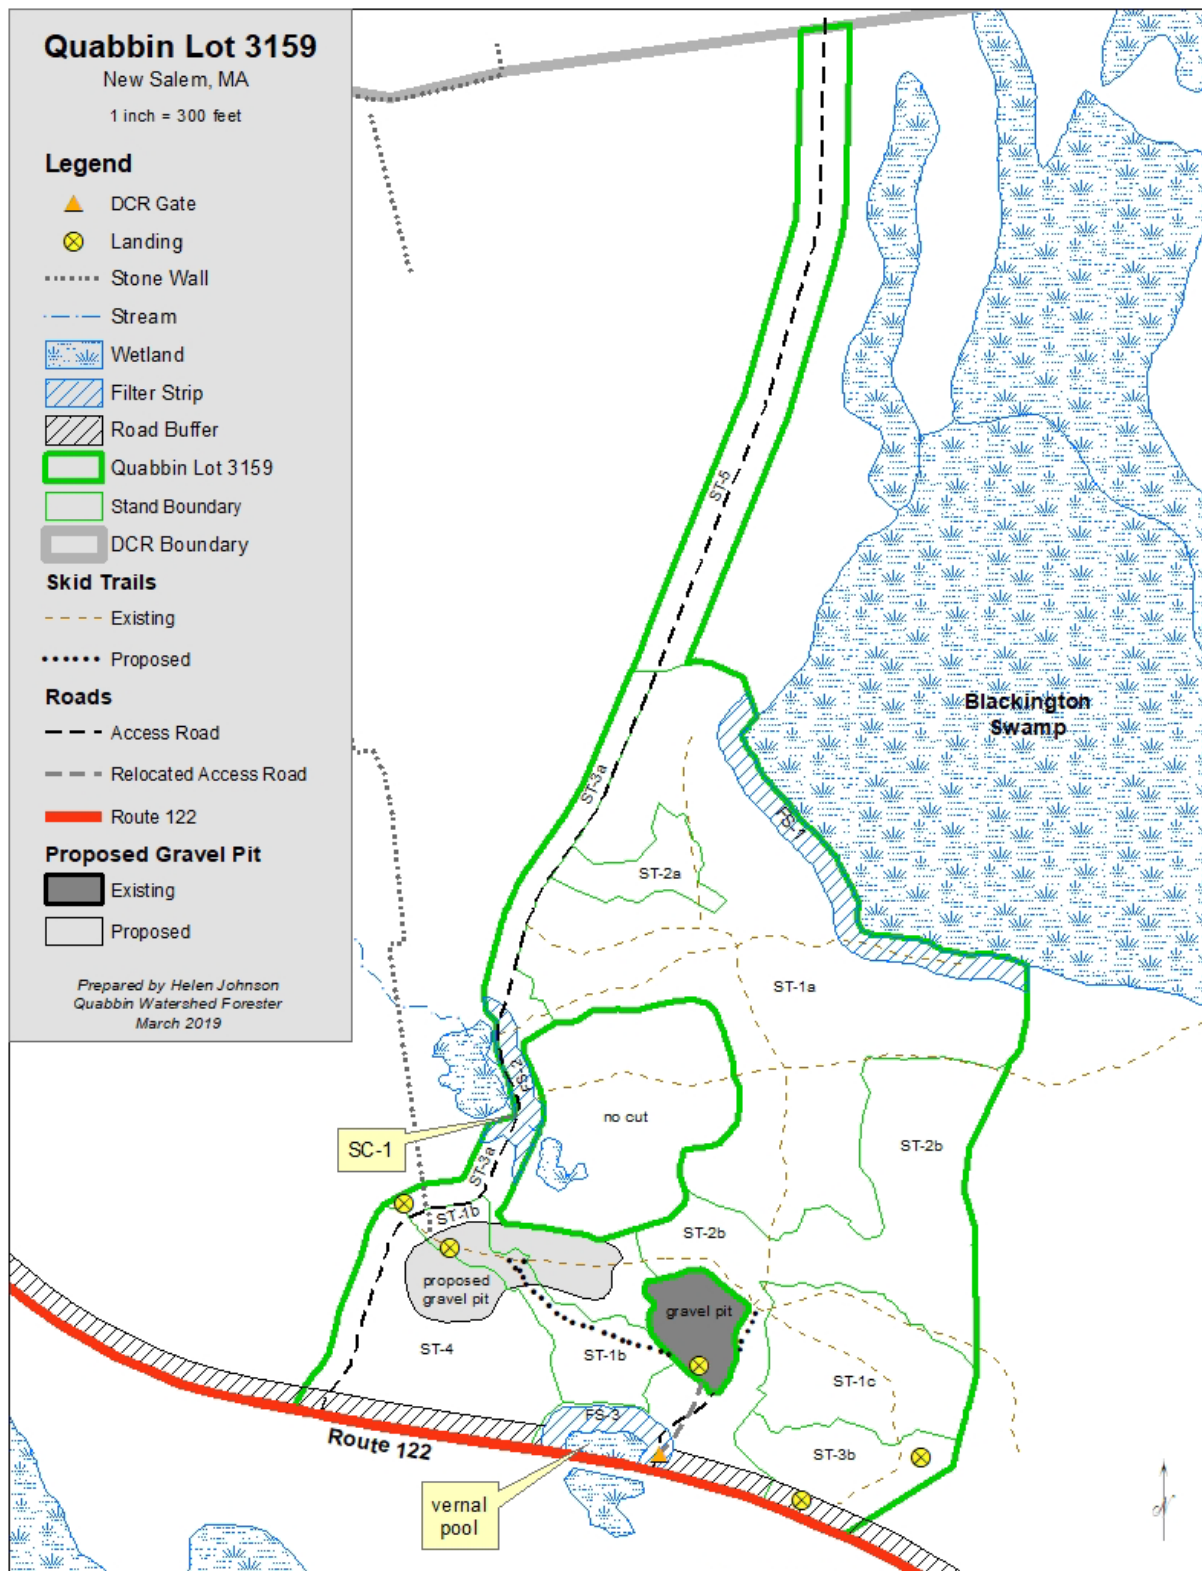 Quabbin Lot 3159
New Salem, MA
1 inch = 300 feet
Legend
DCR Gate
Landing
Stone Wall
Stream
Wetland
Filter Strip
Road Buffer
Quabbin Lot 3159
Stand Boundary
DCR Boundary
Skid Trails
Existing
Proposed
Roads
Access Road
Relocated Access Road
Route 122
Proposed Gravel Pit
Existing
Proposed
Prepared by Helen Johnson
Quabbin Watershed Forester
March 2019
ST-5
Blackington
Swamp
ST-3a
FS-1
ST-2a
ST-1a
no cut
SC-1
ST-2b
ST-3a
ST-1b
ST-2b
proposed
gravel pit
gravel pit
ST-4
ST-1b
ST-1c
FS-3
Route 122
ST-3b
vernal
pool
N